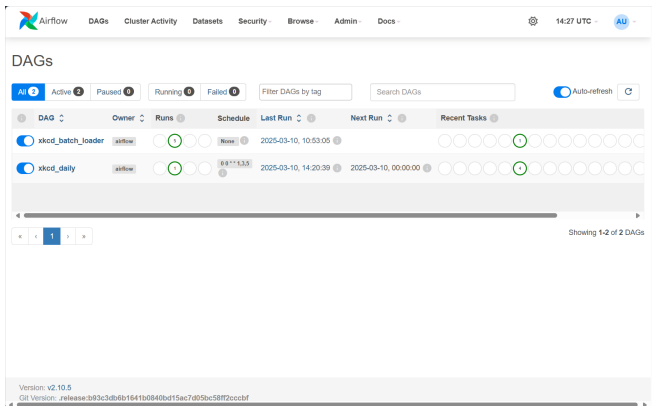 Airflow DAGs Cluster Activity Datasets Security Browse Admin Docs 14:27 UTC AU
DAGs
All 2 Active 2 Paused 0 Running 0 Failed 0 Filter DAGs by tag Search DAGs Auto-refresh
DAG Owner Runs Schedule Last Run Next Run Recent Tasks
xkcd_batch_loader airflow None 2025-03-10, 10:53:05
xkcd_daily airflow 1 0 0 * * 1,3,5 2025-03-10, 14:20:39 2025-03-10, 00:00:00 4
« ‹ 1 › » Showing 1-2 of 2 DAGs
Version: v2.10.5
Git Version: .release:b93c3db6b1641b0840bd15ac7d05bc58ff2cccbf